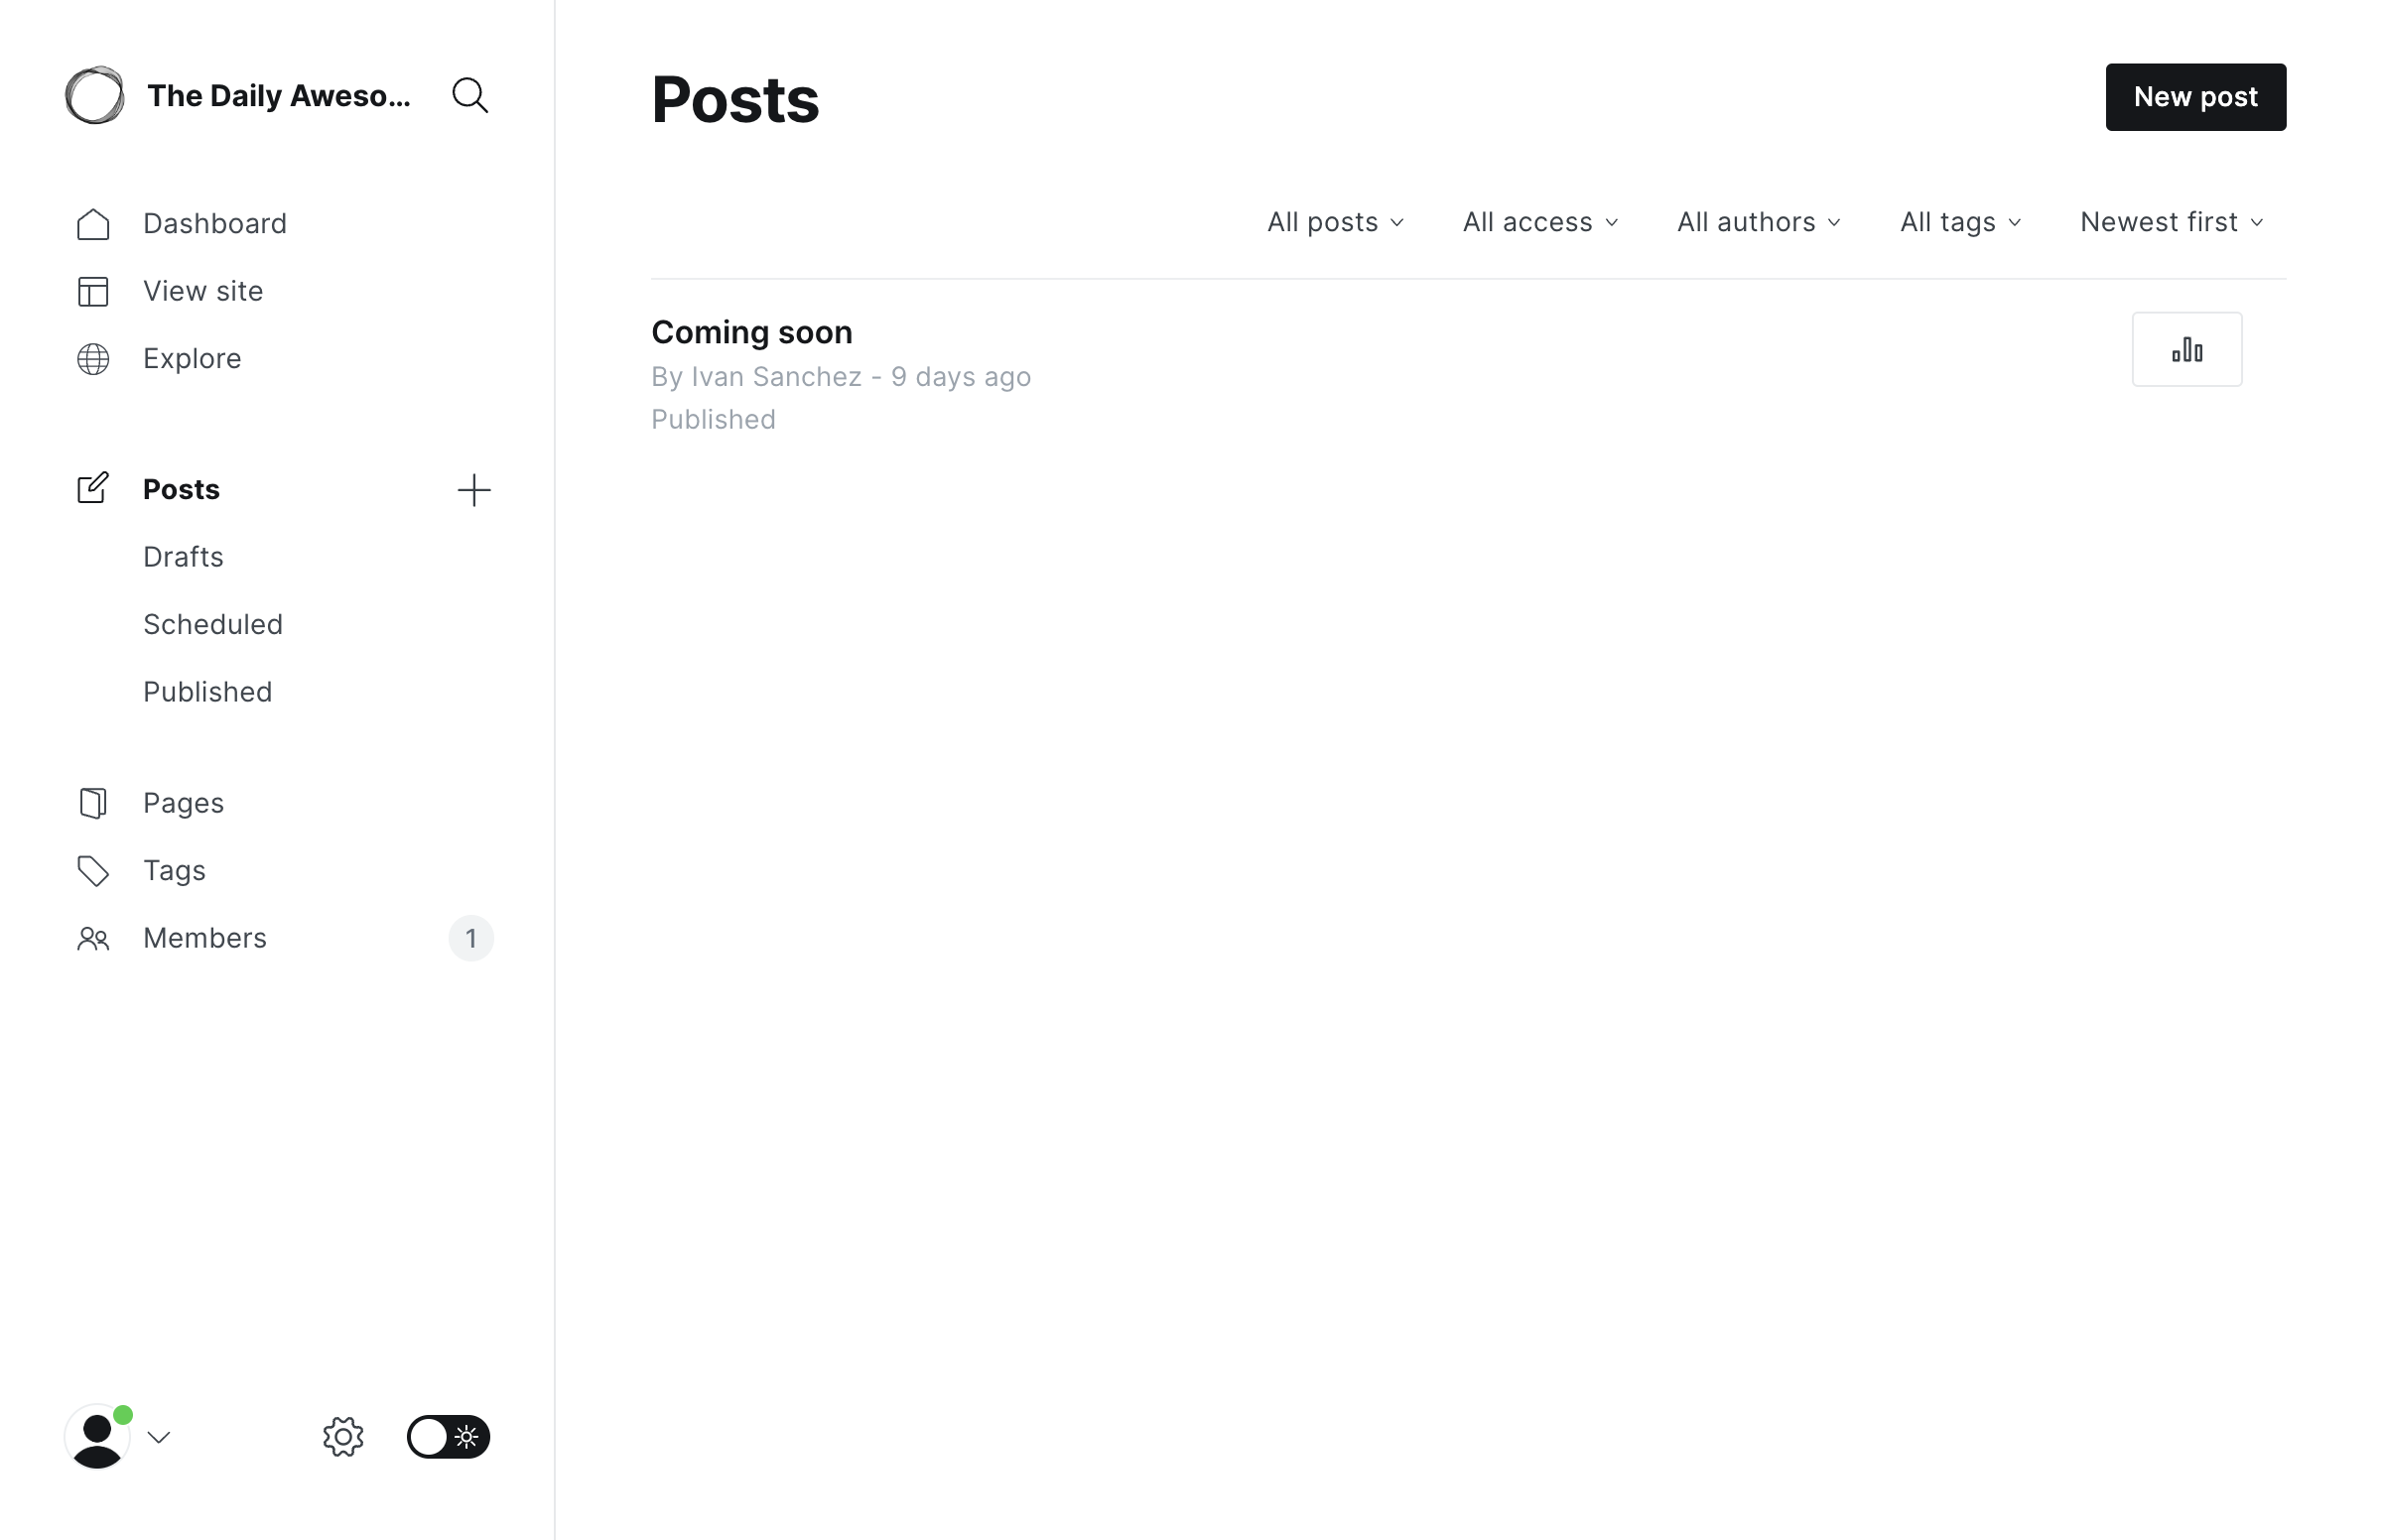 The Daily Aweso...
Dashboard
View site
Explore
Posts
Drafts
Scheduled
Published
Pages
Tags
Members 1
Posts
New post
All posts All access All authors All tags Newest first
Coming soon
By Ivan Sanchez - 9 days ago
Published